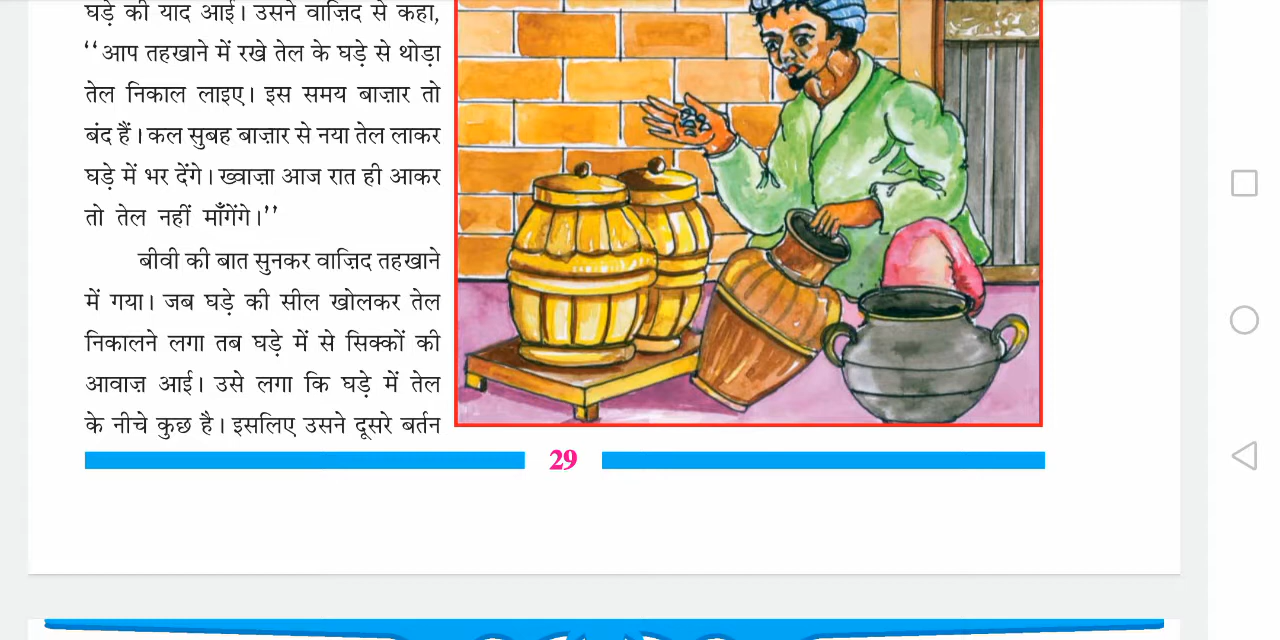 घड़े की याद आई। उसने वाज़िद से कहा,
‘‘आप तहखाने में रखे तेल के घड़े से थोड़ा
तेल निकाल लाइए। इस समय बाज़ार तो
बंद हैं। कल सुबह बाज़ार से नया तेल लाकर
घड़े में भर देंगे। ख्वाज़ा आज रात ही आकर
तो तेल नहीं माँगेंगे।’’
बीवी की बात सुनकर वाज़िद तहखाने
में गया। जब घड़े की सील खोलकर तेल
निकालने लगा तब घड़े में से सिक्कों की
आवाज़ आई। उसे लगा कि घड़े में तेल
के नीचे कुछ है। इसलिए उसने दूसरे बर्तन
29